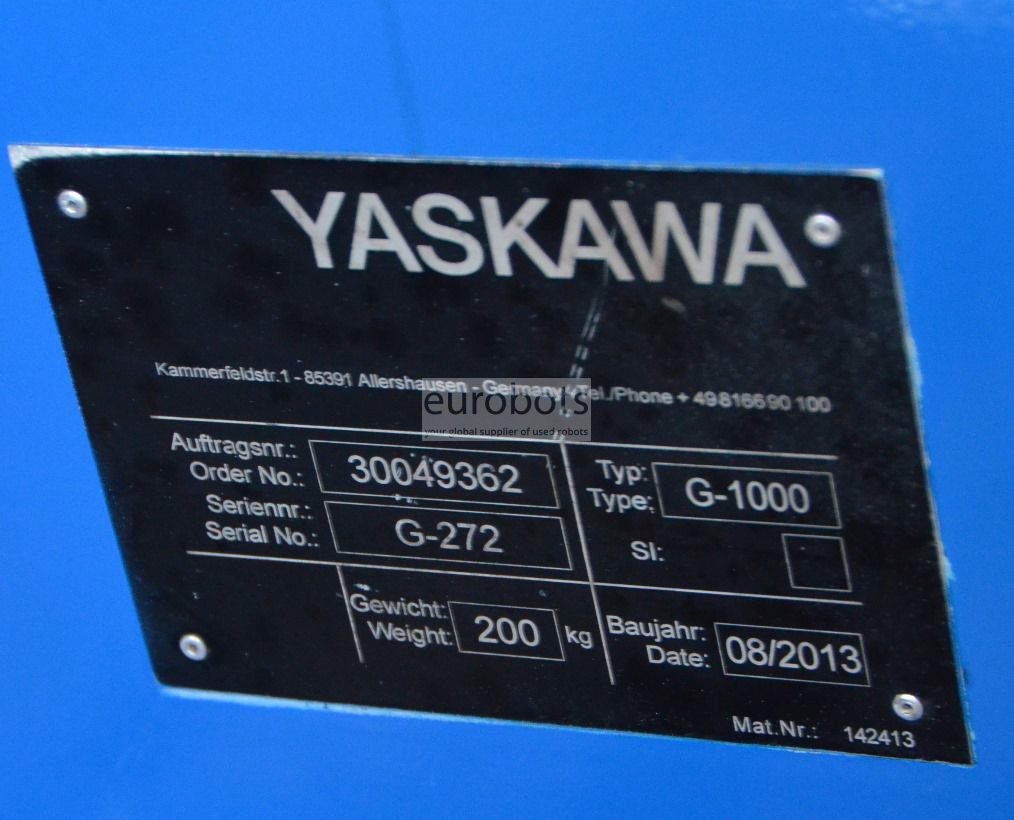 YASKAWA
Kammerfeldstr.1 - 85391 Allershausen - Germany / Tel./Phone + 49 8166 90 100
eurobots
your global supplier of used robots
Auftragsnr.:
Order No.: 30049362
Typ:
Type: G-1000
Seriennr.:
Serial No.: G-272
SI:
Gewicht:
Weight: 200 kg
Baujahr:
Date: 08/2013
Mat.Nr.: 142413